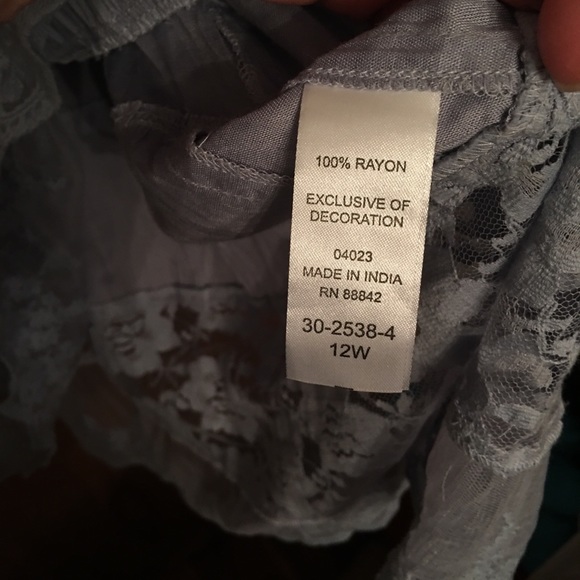 100% RAYON
EXCLUSIVE OF
DECORATION
04023
MADE IN INDIA
RN 88842
30-2538-4
12W